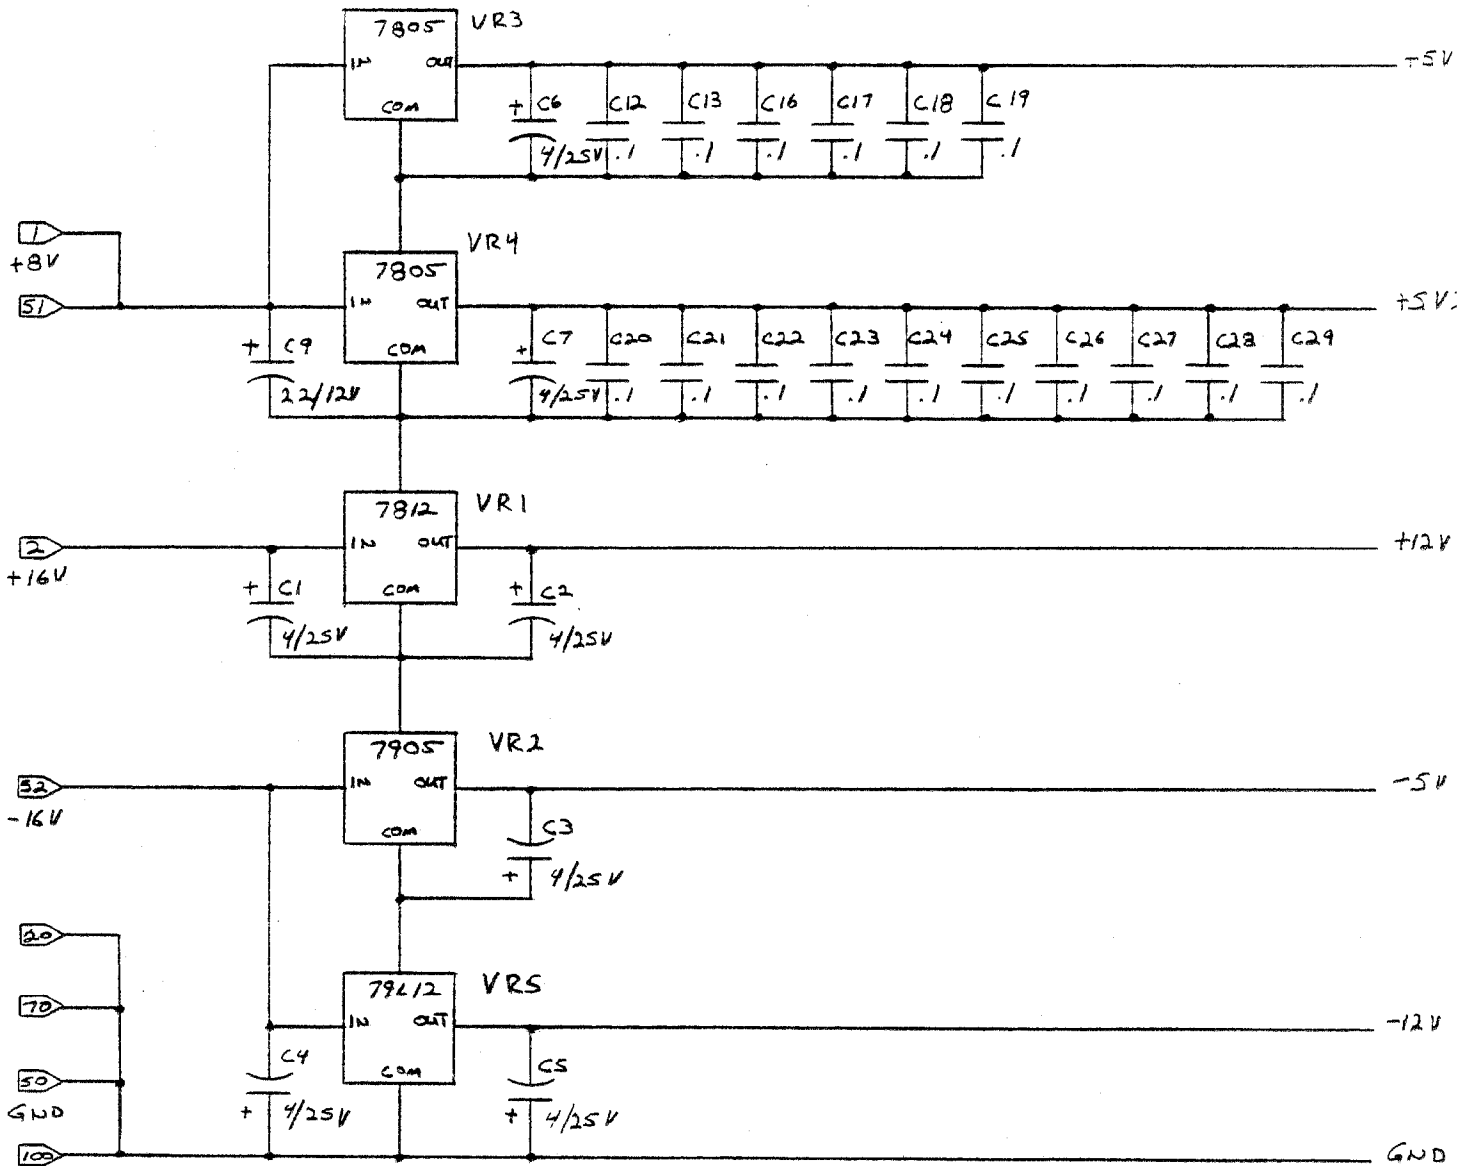 7805 VR3
IN OUT +5V
COM
+ C6 C12 C13 C16 C17 C18 C19
4/25V .1 .1 .1 .1 .1 .1
1
+8V
VR4
7805
51 IN OUT
COM
+ C9 + C7 C20 C21 C22 C23 C24 C25 C26 C27 C28 C29
22/12V 4/25V .1 .1 .1 .1 .1 .1 .1 .1 .1 .1
7812 VR1
2 IN OUT +12V
+16V
COM
+ C1 + C2
4/25V 4/25V
7905 VR2
52 IN OUT -5V
-16V
COM
C3
+ 4/25V
20
79L12 VR5
70
IN OUT -12V
C4 COM C5
50
GND + 4/25V + 4/25V
100 GND